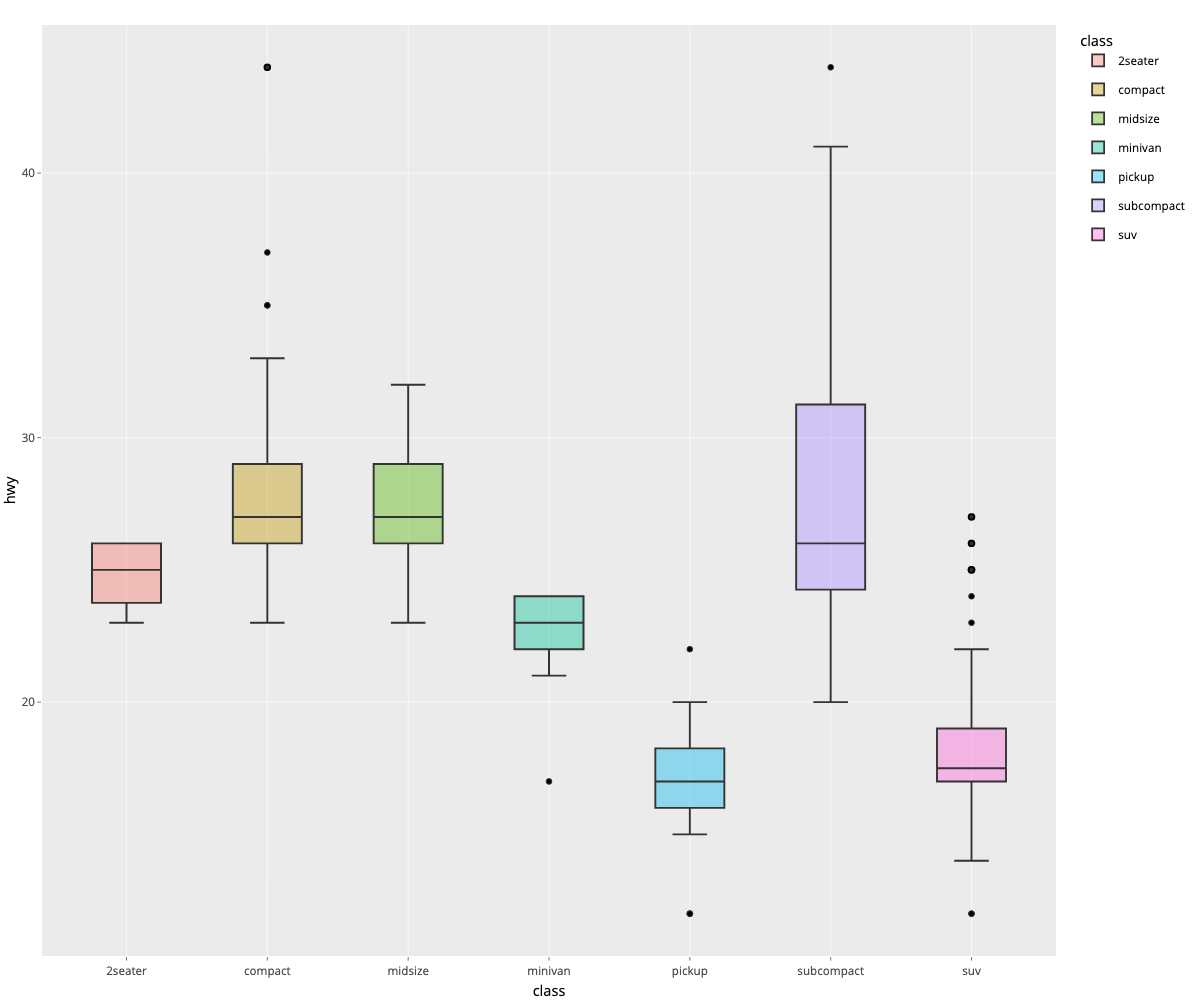 class
2seater
compact
midsize
minivan
pickup
subcompact
suv
40
30
20
hwy
2seater compact midsize minivan pickup subcompact suv
class